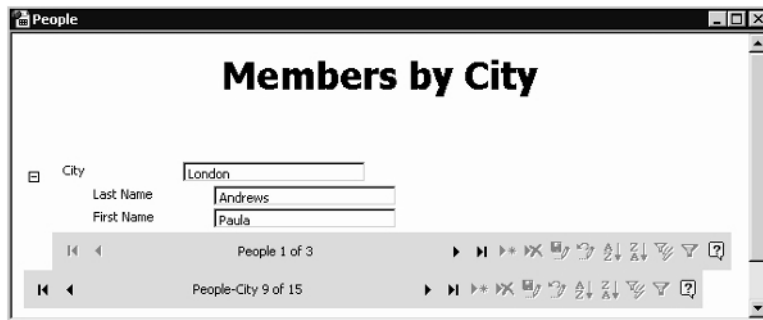 People
Members by City
City London
Last Name Andrews
First Name Paula
People 1 of 3
People-City 9 of 15